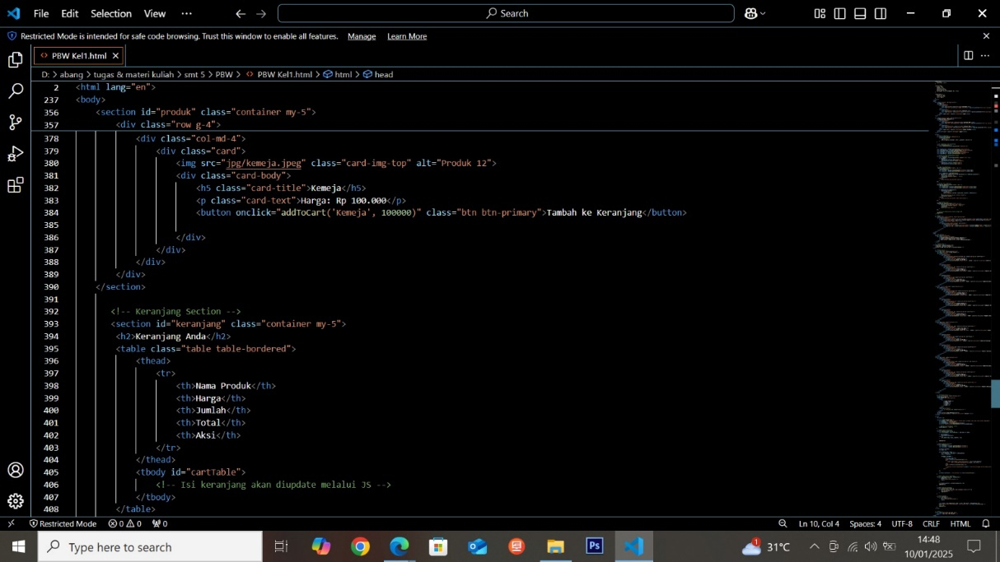 File Edit Selection View ··· Search
Restricted Mode is intended for safe code browsing. Trust this window to enable all features. Manage Learn More
<> PBW Kel1.html
D: > abang > tugas & materi kuliah > smt 5 > PBW > <> PBW Kel1.html > html > head
2 <html lang="en">
237 <body>
356 <section id="produk" class="container my-5">
357 <div class="row g-4">
378 <div class="col-md-4">
379 <div class="card">
380 <img src="jpg/kemeja.jpeg" class="card-img-top" alt="Produk 12">
381 <div class="card-body">
382 <h5 class="card-title">Kemeja</h5>
383 <p class="card-text">Harga: Rp 100.000</p>
384 <button onclick="addToCart('Kemeja', 100000)" class="btn btn-primary">Tambah ke Keranjang</button>
385
386 </div>
387 </div>
388 </div>
389 </div>
390 </section>
391
392 <!-- Keranjang Section -->
393 <section id="keranjang" class="container my-5">
394 <h2>Keranjang Anda</h2>
395 <table class="table table-bordered">
396 <thead>
397 <tr>
398 <th>Nama Produk</th>
399 <th>Harga</th>
400 <th>Jumlah</th>
401 <th>Total</th>
402 <th>Aksi</th>
403 </tr>
404 </thead>
405 <tbody id="cartTable">
406 <!-- Isi keranjang akan diupdate melalui JS -->
407 </tbody>
408 </table>
Restricted Mode 0 0 0 Ln 10, Col 4 Spaces: 4 UTF-8 CRLF HTML
Type here to search Ps 1 31°C 14:48
10/01/2025